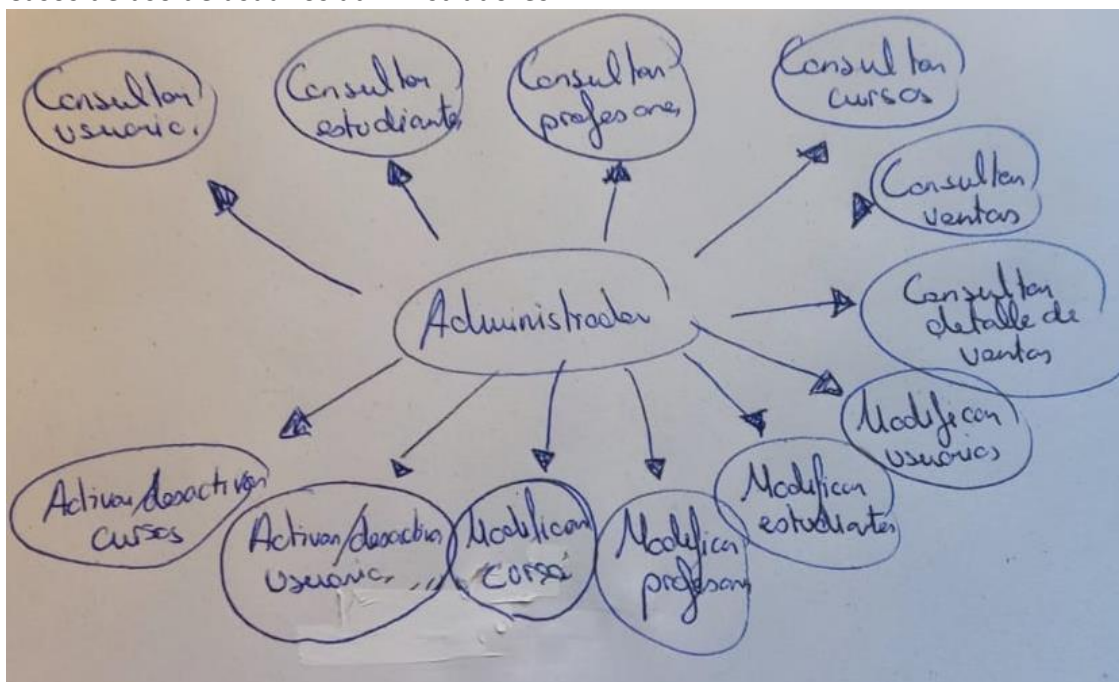 Consultar
usuario.
Consultar
estudiantes
Consultar
profesores
Consultar
cursos
Consultar
ventas
Administrador
Consultar
detalle de
ventas
Modificar
usuarios
Modificar
estudiantes
Activar/desactivar
cursos
Activar/desactivar
usuario
Modificar
curso
Modificar
profesores